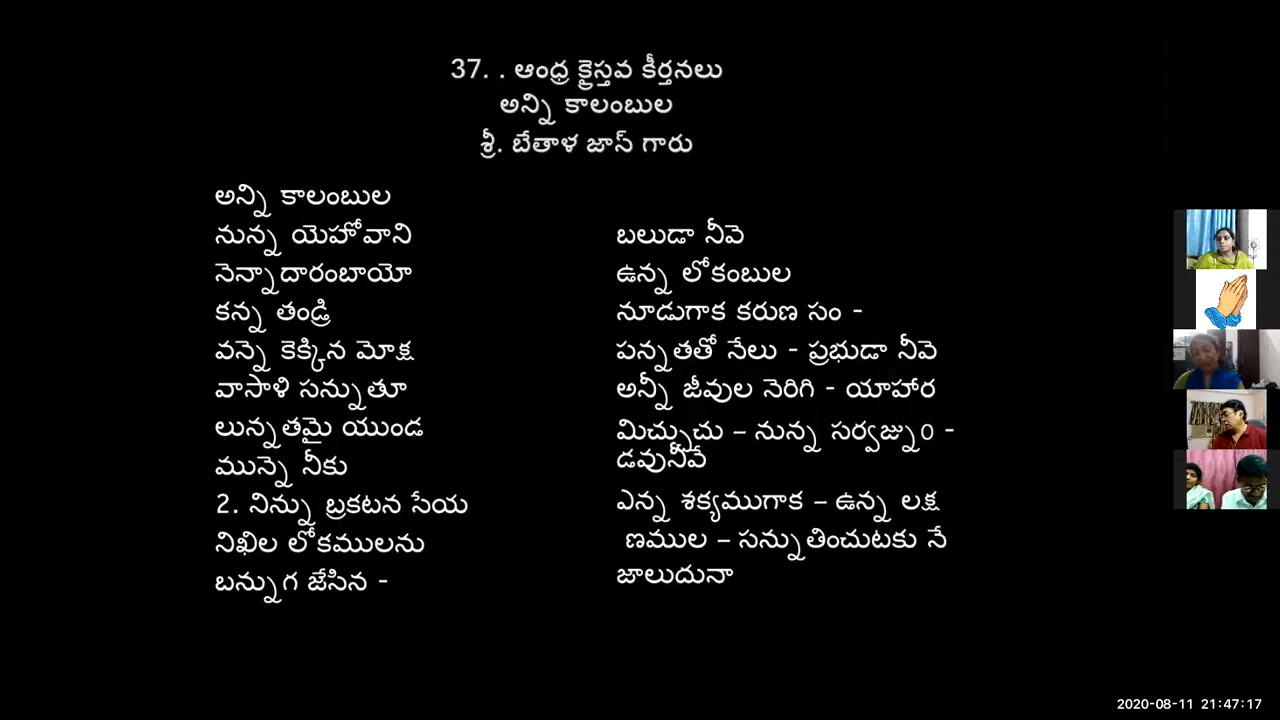 37. . ఆంధ్ర క్రైస్తవ కీర్తనలు
అన్ని కాలంబుల
శ్రీ. బేతాళ జాస్ గారు
అన్ని కాలంబుల
నున్న యెహోవాని
నెన్నాదారంబాయో
కన్న తండ్రి
వన్నె కెక్కిన మోక్ష
వాసాళి సన్నుతూ
లున్నతమై యుండ
మున్నె నీకు
2. నిన్ను బ్రకటన సేయ
నిఖిల లోకములను
బన్నుగ జేసిన -
బలుడా నీవె
ఉన్న లోకంబుల
నూడుగాక కరుణ సం -
పన్నతతో నేలు - ప్రభుడా నీవె
అన్నీ జీవుల నెరిగి - యాహార
మిచ్చుచు – నున్న సర్వజ్ను0 -
డవునీవే
ఎన్న శక్యముగాక – ఉన్న లక్ష
ణముల – సన్నుతించుటకు నే
జాలుదునా
2020-08-11 21:47:17